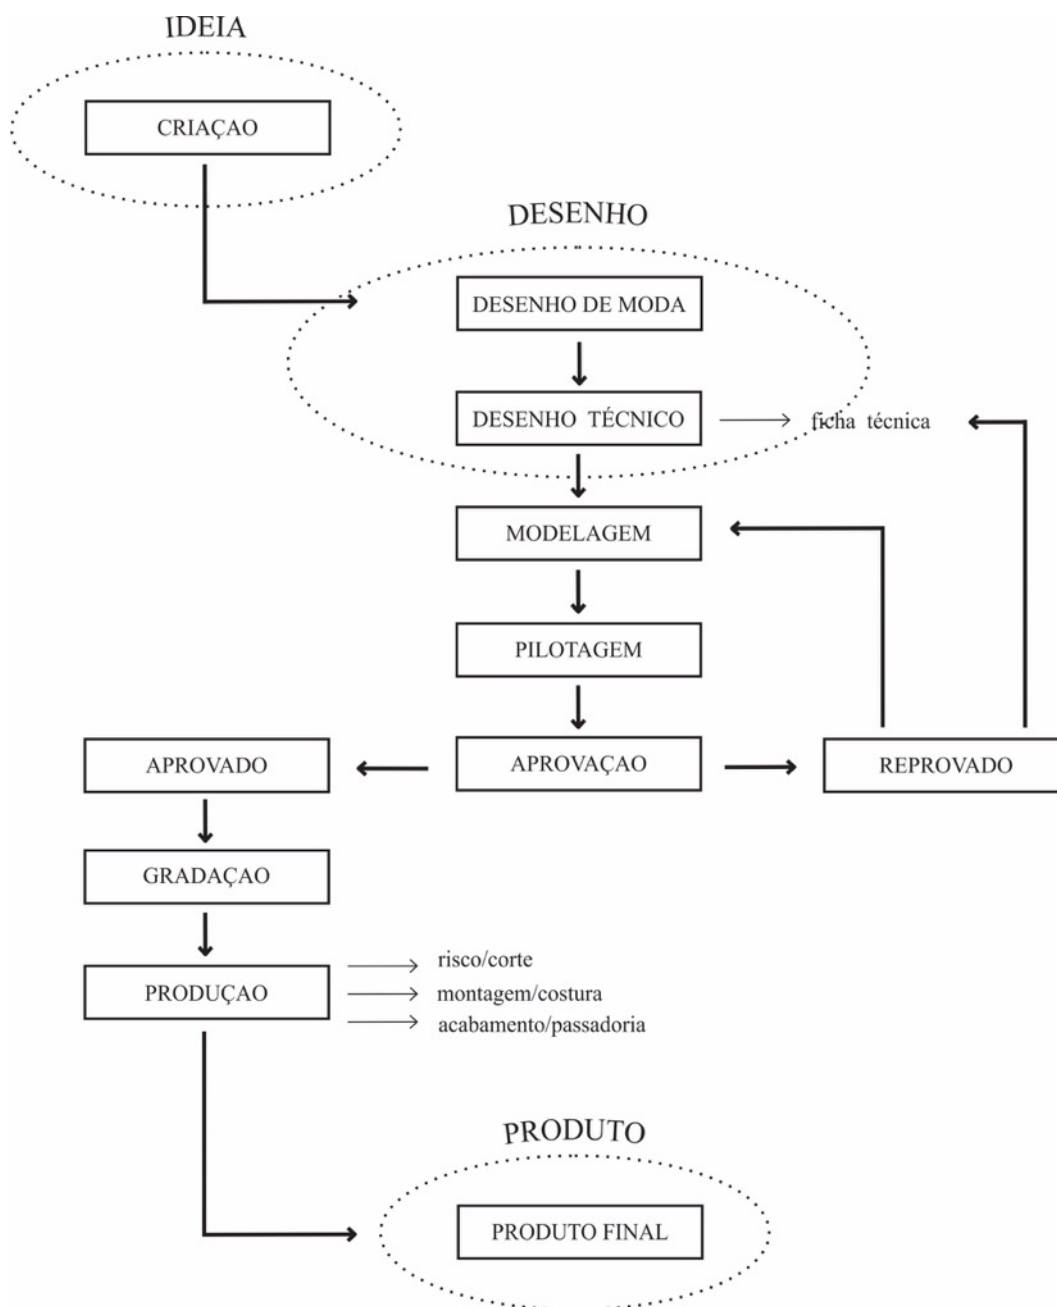 IDEIA
CRIAÇAO
DESENHO
DESENHO DE MODA
DESENHO TÉCNICO
ficha técnica
MODELAGEM
PILOTAGEM
APROVADO
APROVAÇAO
REPROVADO
GRADAÇAO
PRODUÇAO
risco/corte
montagem/costura
acabamento/passadoria
PRODUTO
PRODUTO FINAL